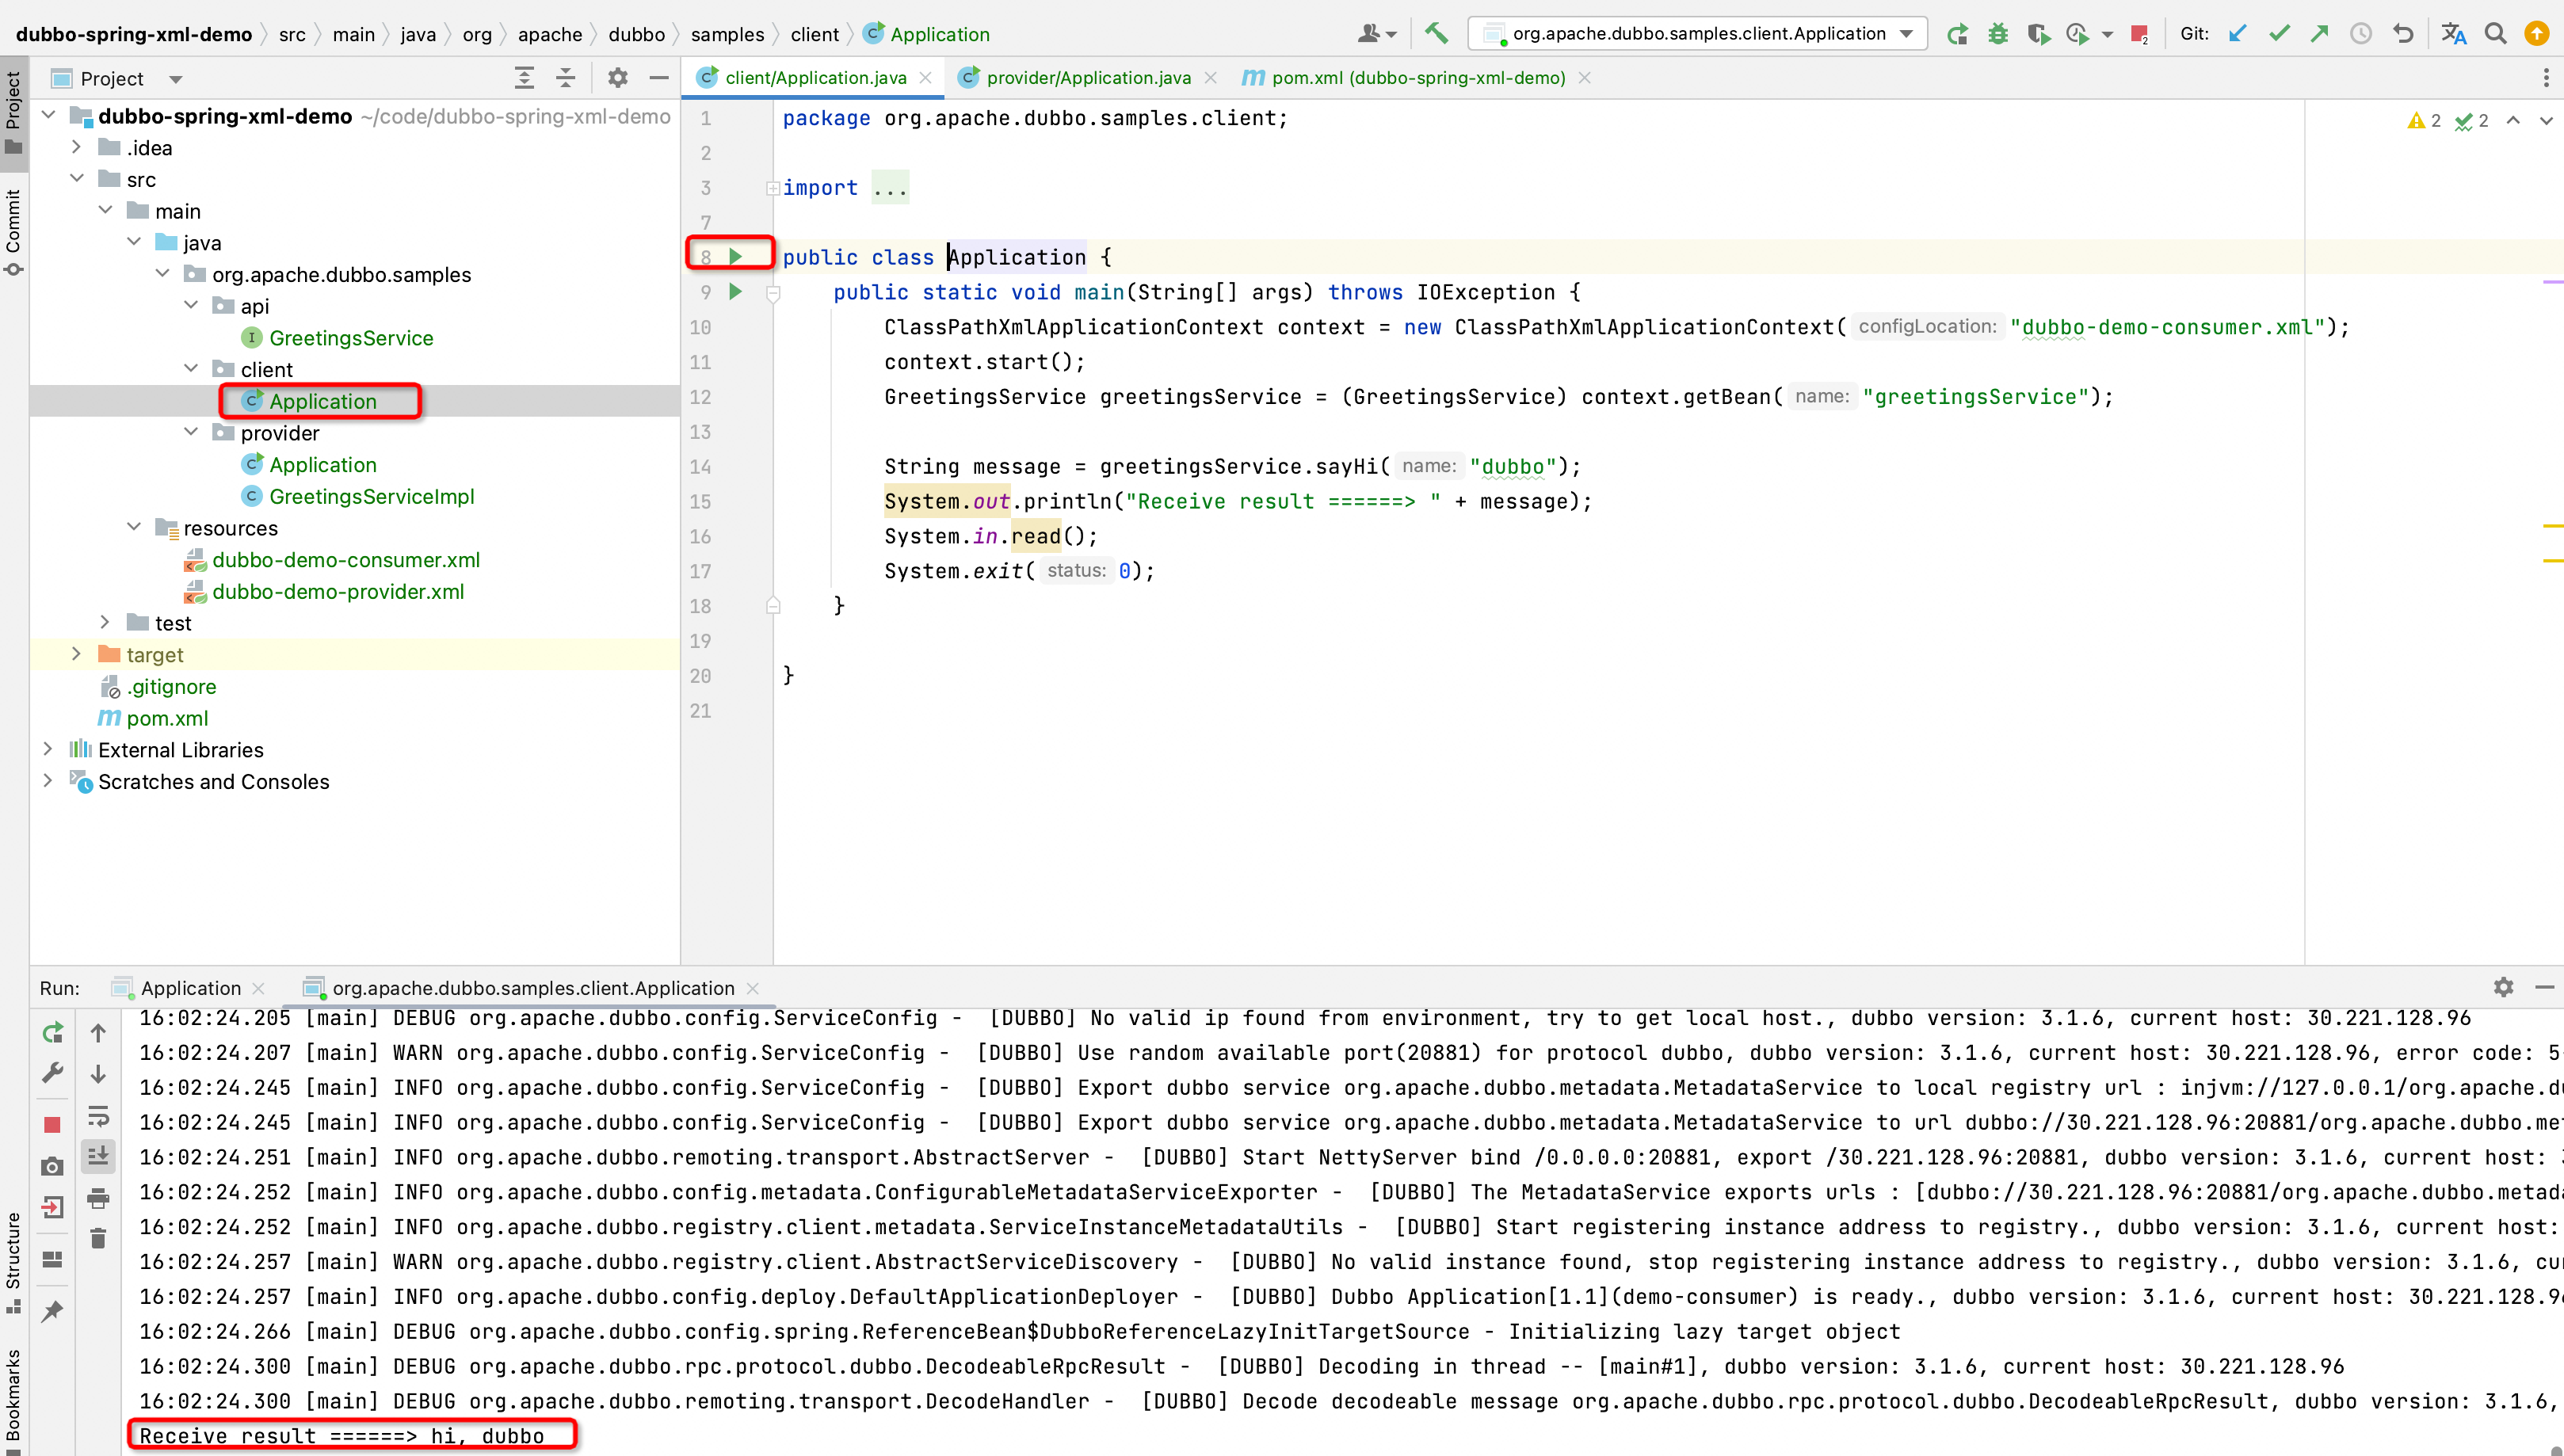 dubbo-spring-xml-demo src main java org apache dubbo samples client Application org.apache.dubbo.samples.client.Application 2 Git:
Project
Commit
Structure
Bookmarks
Project
dubbo-spring-xml-demo ~/code/dubbo-spring-xml-demo
.idea
src
main
java
org.apache.dubbo.samples
api
GreetingsService
client
Application
provider
Application
GreetingsServiceImpl
resources
dubbo-demo-consumer.xml
dubbo-demo-provider.xml
test
target
.gitignore
pom.xml
External Libraries
Scratches and Consoles
client/Application.java provider/Application.java pom.xml (dubbo-spring-xml-demo)
2 2
1 package org.apache.dubbo.samples.client;
2
3 import ...
7
8 public class Application {
9 public static void main(String[] args) throws IOException {
10 ClassPathXmlApplicationContext context = new ClassPathXmlApplicationContext( configLocation: "dubbo-demo-consumer.xml");
11 context.start();
12 GreetingsService greetingsService = (GreetingsService) context.getBean( name: "greetingsService");
13
14 String message = greetingsService.sayHi( name: "dubbo");
15 System.out.println("Receive result ======> " + message);
16 System.in.read();
17 System.exit( status: 0);
18 }
19
20 }
21
Run: Application org.apache.dubbo.samples.client.Application
16:02:24.205 [main] DEBUG org.apache.dubbo.config.ServiceConfig - [DUBBO] No valid ip found from environment, try to get local host., dubbo version: 3.1.6, current host: 30.221.128.96
16:02:24.207 [main] WARN org.apache.dubbo.config.ServiceConfig - [DUBBO] Use random available port(20881) for protocol dubbo, dubbo version: 3.1.6, current host: 30.221.128.96, error code: 5
16:02:24.245 [main] INFO org.apache.dubbo.config.ServiceConfig - [DUBBO] Export dubbo service org.apache.dubbo.metadata.MetadataService to local registry url : injvm://127.0.0.1/org.apache.du
16:02:24.245 [main] INFO org.apache.dubbo.config.ServiceConfig - [DUBBO] Export dubbo service org.apache.dubbo.metadata.MetadataService to url dubbo://30.221.128.96:20881/org.apache.dubbo.me
16:02:24.251 [main] INFO org.apache.dubbo.remoting.transport.AbstractServer - [DUBBO] Start NettyServer bind /0.0.0.0:20881, export /30.221.128.96:20881, dubbo version: 3.1.6, current host: 3
16:02:24.252 [main] INFO org.apache.dubbo.config.metadata.ConfigurableMetadataServiceExporter - [DUBBO] The MetadataService exports urls : [dubbo://30.221.128.96:20881/org.apache.dubbo.metada
16:02:24.252 [main] INFO org.apache.dubbo.registry.client.metadata.ServiceInstanceMetadataUtils - [DUBBO] Start registering instance address to registry., dubbo version: 3.1.6, current host:
16:02:24.257 [main] WARN org.apache.dubbo.registry.client.AbstractServiceDiscovery - [DUBBO] No valid instance found, stop registering instance address to registry., dubbo version: 3.1.6, cu
16:02:24.257 [main] INFO org.apache.dubbo.config.deploy.DefaultApplicationDeployer - [DUBBO] Dubbo Application[1.1](demo-consumer) is ready., dubbo version: 3.1.6, current host: 30.221.128.9
16:02:24.266 [main] DEBUG org.apache.dubbo.config.spring.ReferenceBean$DubboReferenceLazyInitTargetSource - Initializing lazy target object
16:02:24.300 [main] DEBUG org.apache.dubbo.rpc.protocol.dubbo.DecodeableRpcResult - [DUBBO] Decoding in thread -- [main#1], dubbo version: 3.1.6, current host: 30.221.128.96
16:02:24.300 [main] DEBUG org.apache.dubbo.remoting.transport.DecodeHandler - [DUBBO] Decode decodeable message org.apache.dubbo.rpc.protocol.dubbo.DecodeableRpcResult, dubbo version: 3.1.6,
Receive result ======> hi, dubbo